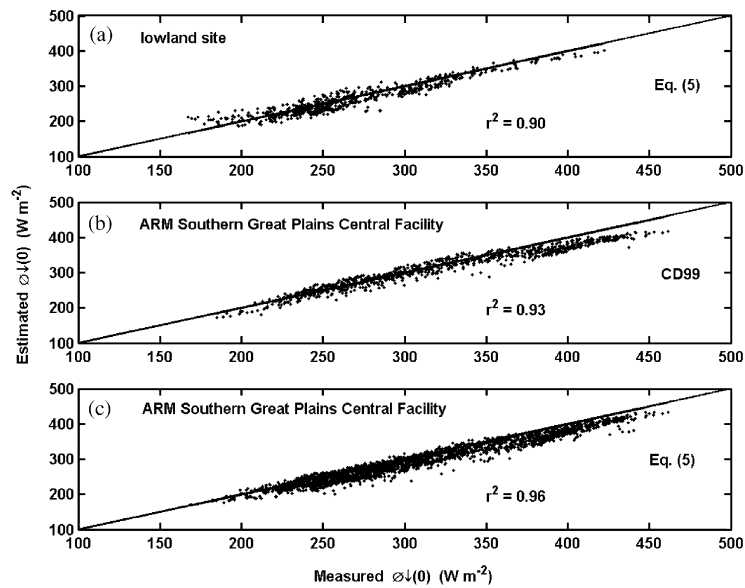 500
(a) lowland site
400
300
Eq. (5)
200
r² = 0.90
100
100 150 200 250 300 350 400 450 500
Estimated ∅↓(0) (W m⁻²)
500
(b) ARM Southern Great Plains Central Facility
400
300
CD99
200
r² = 0.93
100
100 150 200 250 300 350 400 450 500
500
(c) ARM Southern Great Plains Central Facility
400
300
Eq. (5)
200
r² = 0.96
100
100 150 200 250 300 350 400 450 500
Measured ∅↓(0) (W m⁻²)